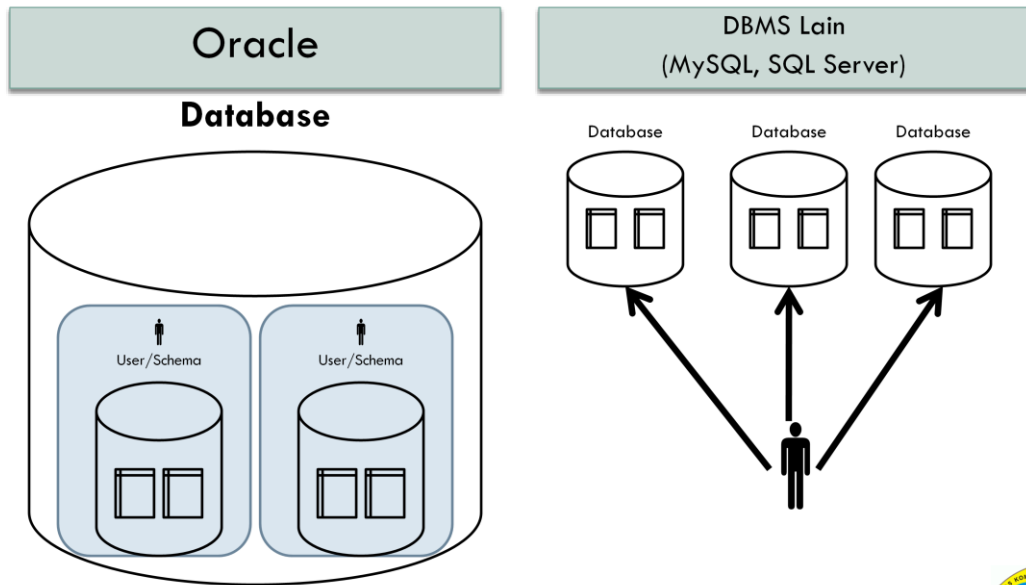 Oracle
Database
User/Schema
User/Schema
DBMS Lain
(MySQL, SQL Server)
Database
Database
Database